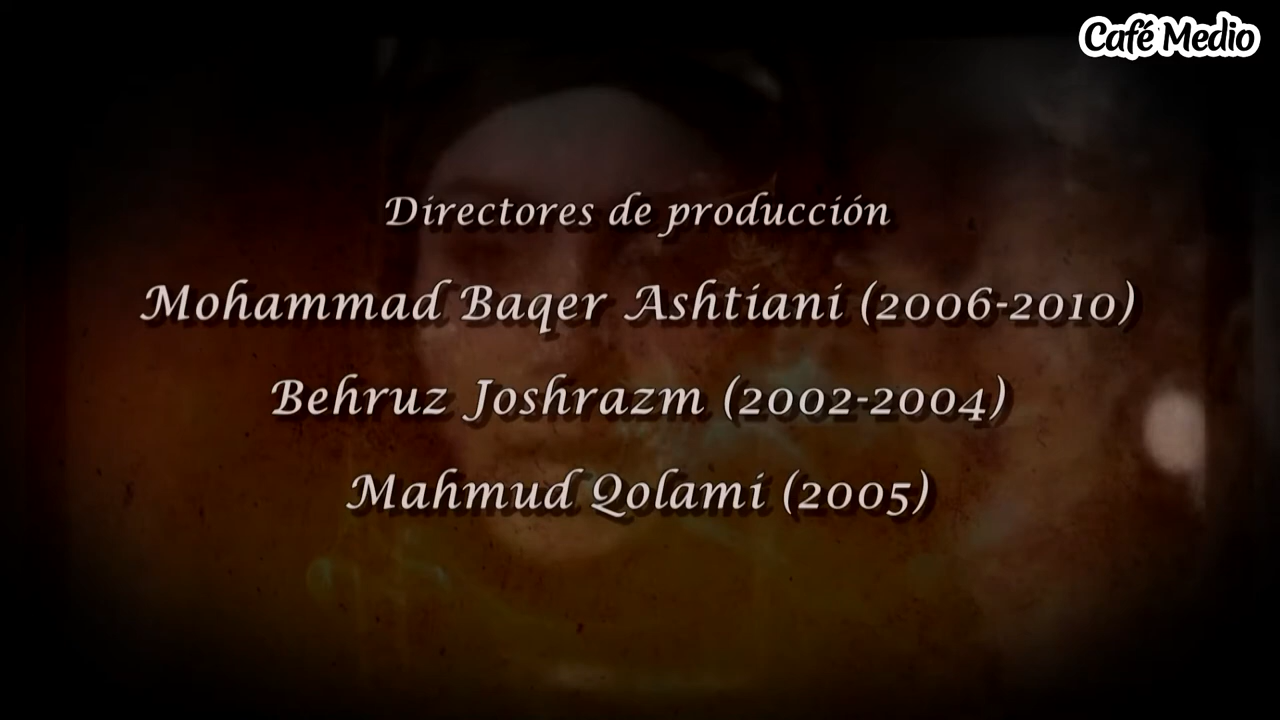 Café Medio
Directores de producción
Mohammad Baqer Ashtiani (2006-2010)
Behruz Joshrazm (2002-2004)
Mahmud Qolami (2005)